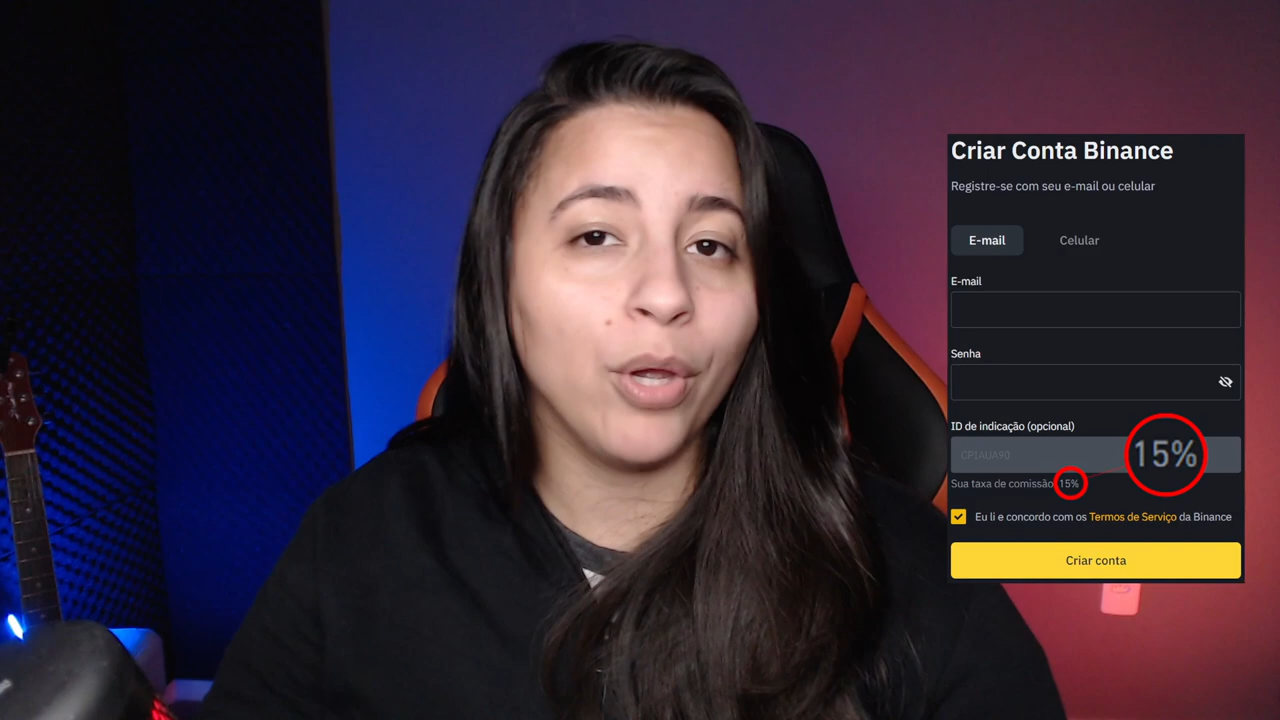 Criar Conta Binance
Registre-se com seu e-mail ou celular
E-mail Celular
E-mail
Senha
ID de indicação (opcional)
CPIAUA90 15%
Sua taxa de comissão 15%
Eu li e concordo com os Termos de Serviço da Binance
Criar conta